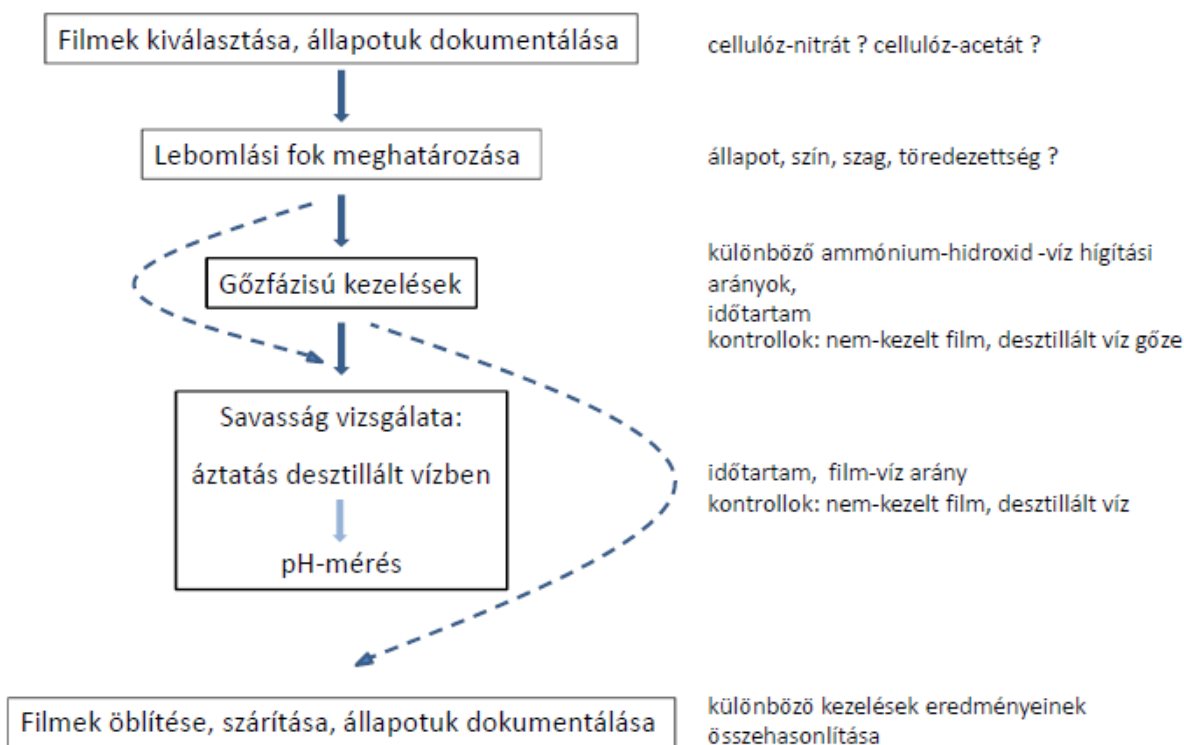 Filmek kiválasztása, állapotuk dokumentálása
cellulóz-nitrát ? cellulóz-acetát ?
Lebomlási fok meghatározása
állapot, szín, szag, töredezettség ?
Gőzfázisú kezelések
különböző ammónium-hidroxid -víz hígítási
arányok,
időtartam
kontrollok: nem-kezelt film, desztillált víz gőze
Savasság vizsgálata:
áztatás desztillált vízben
pH-mérés
időtartam, film-víz arány
kontrollok: nem-kezelt film, desztillált víz
Filmek öblítése, szárítása, állapotuk dokumentálása
különbözö kezelések eredményeinek
összehasonlítása